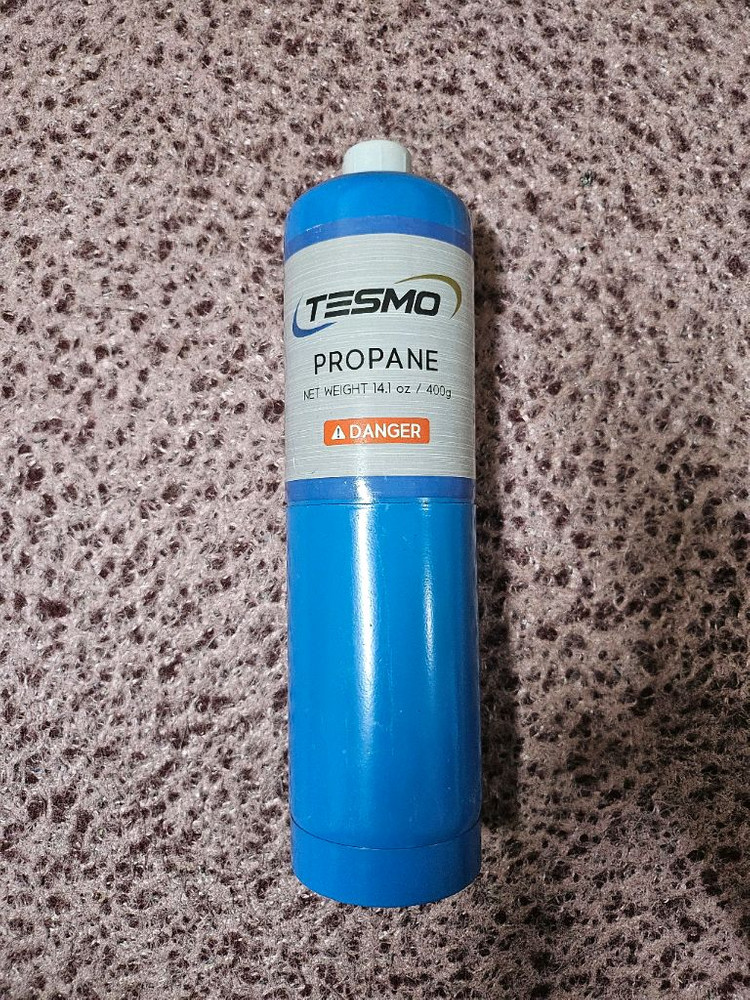 TESMO
PROPANE
NET WEIGHT 14.1 oz / 400g
DANGER